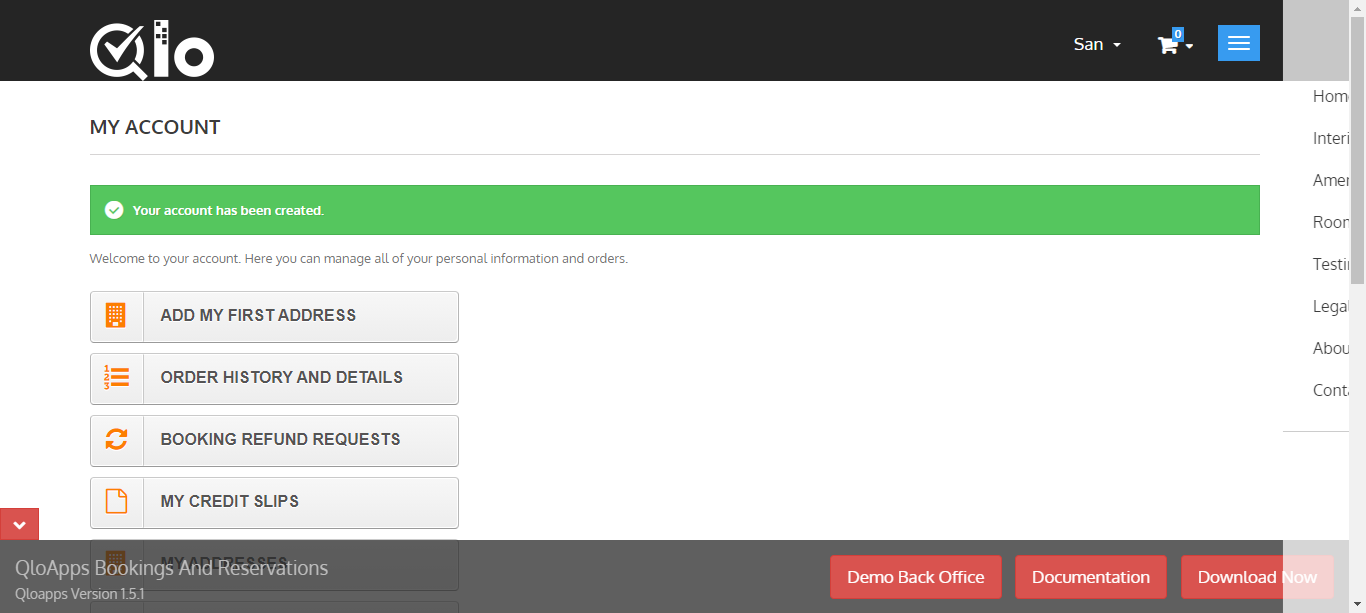 Qlo
San
0
MY ACCOUNT
Your account has been created.
Welcome to your account. Here you can manage all of your personal information and orders.
ADD MY FIRST ADDRESS
ORDER HISTORY AND DETAILS
BOOKING REFUND REQUESTS
MY CREDIT SLIPS
MY ADDRESSES
Hom
Interi
Amer
Room
Testi
Legal
Abou
Conta
QloApps Bookings And Reservations
Qloapps Version 1.5.1
Demo Back Office
Documentation
Download Now